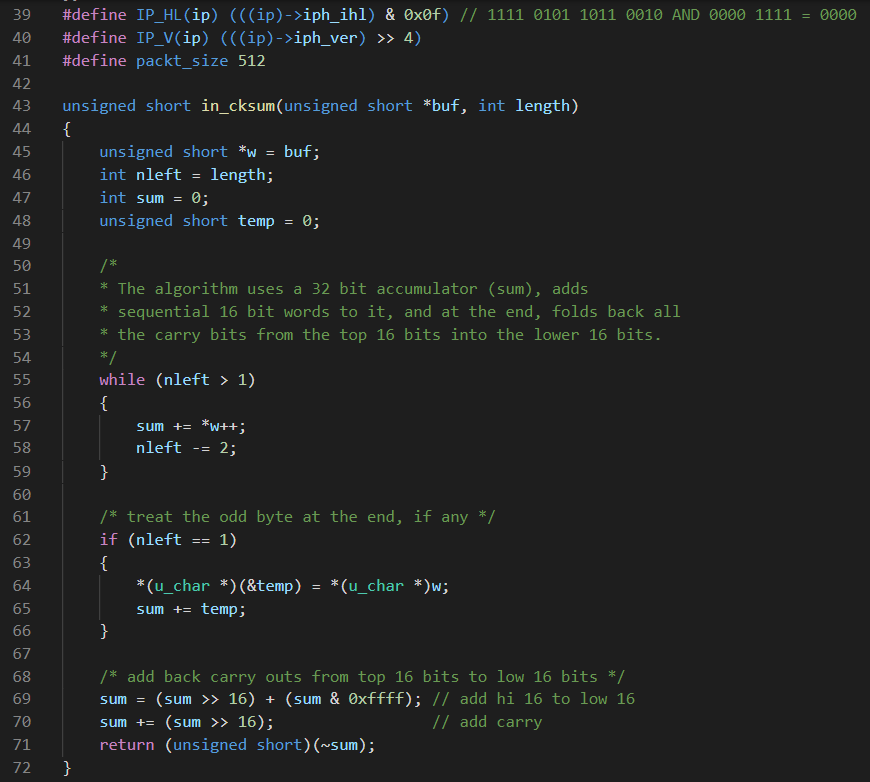 39 #define IP_HL(ip) (((ip)->iph_ihl) & 0x0f) // 1111 0101 1011 0010 AND 0000 1111 = 0000
40 #define IP_V(ip) (((ip)->iph_ver) >> 4)
41 #define packt_size 512
42
43 unsigned short in_cksum(unsigned short *buf, int length)
44 {
45     unsigned short *w = buf;
46     int nleft = length;
47     int sum = 0;
48     unsigned short temp = 0;
49
50     /*
51     * The algorithm uses a 32 bit accumulator (sum), adds
52     * sequential 16 bit words to it, and at the end, folds back all
53     * the carry bits from the top 16 bits into the lower 16 bits.
54     */
55     while (nleft > 1)
56     {
57         sum += *w++;
58         nleft -= 2;
59     }
60
61     /* treat the odd byte at the end, if any */
62     if (nleft == 1)
63     {
64         *(u_char *)(&temp) = *(u_char *)w;
65         sum += temp;
66     }
67
68     /* add back carry outs from top 16 bits to low 16 bits */
69     sum = (sum >> 16) + (sum & 0xffff); // add hi 16 to low 16
70     sum += (sum >> 16);                 // add carry
71     return (unsigned short)(~sum);
72 }